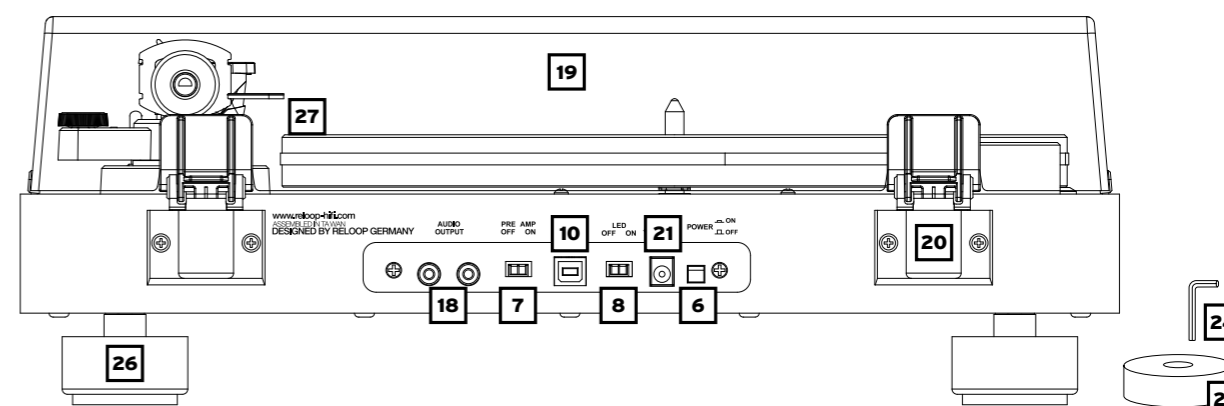 19
27
www.reloop-hifi.com
ASSEMBLED IN TAIWAN
DESIGNED BY RELOOP GERMANY
AUDIO
OUTPUT
PRE AMP
OFF ON
10
LED
OFF ON
21
POWER
ON
OFF
20
18
7
8
6
26